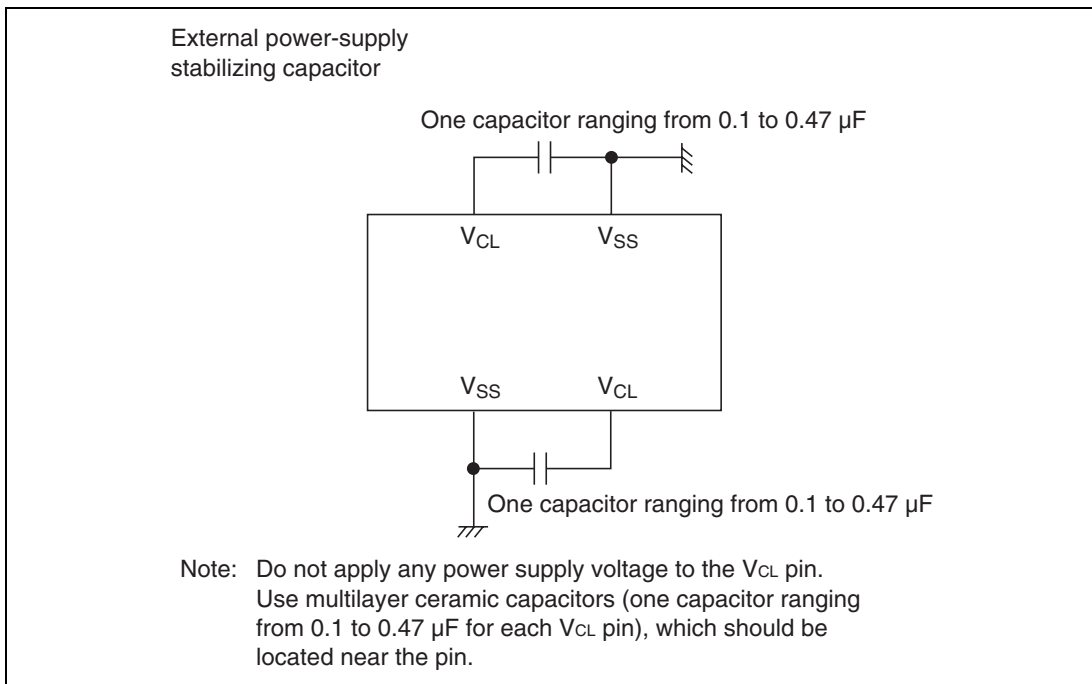 External power-supply
stabilizing capacitor
One capacitor ranging from 0.1 to 0.47 µF
VCL
VSS
VSS
VCL
One capacitor ranging from 0.1 to 0.47 µF
Note: Do not apply any power supply voltage to the VCL pin.
Use multilayer ceramic capacitors (one capacitor ranging
from 0.1 to 0.47 µF for each VCL pin), which should be
located near the pin.